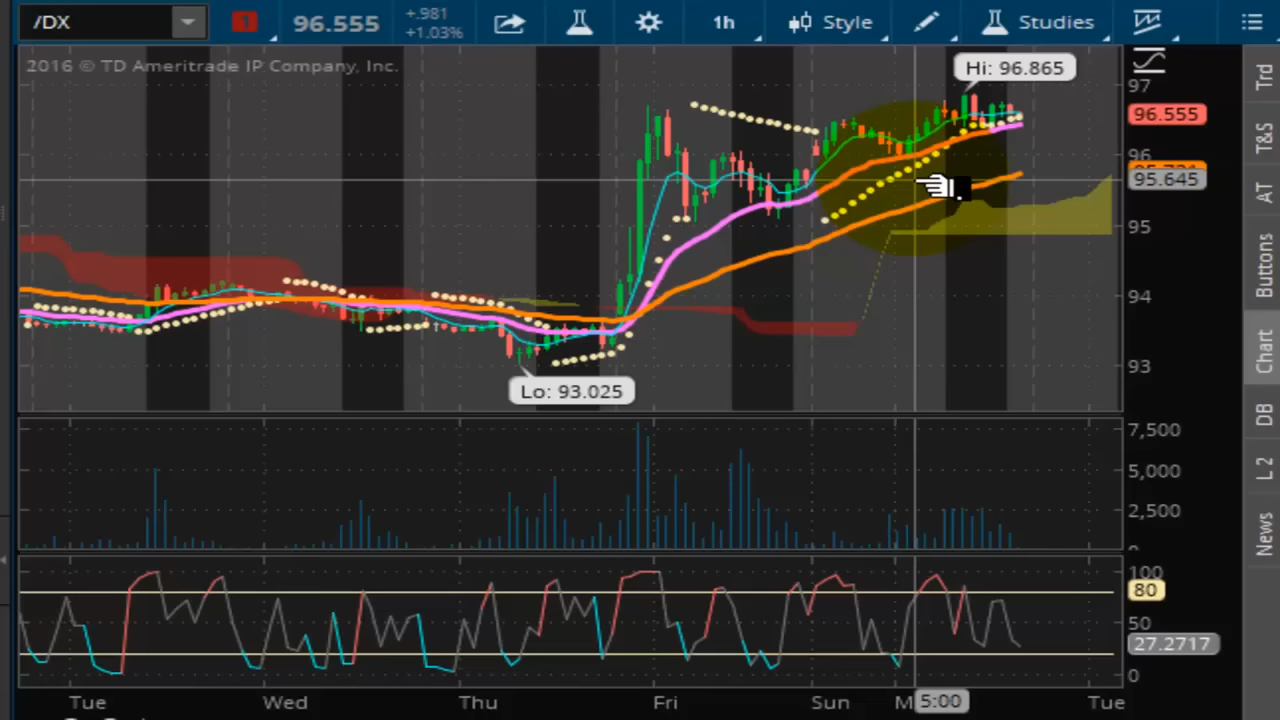 /DX 1 96.555 +.981 +1.03% 1h Style Studies
2016 © TD Ameritrade IP Company, Inc.
Hi: 96.865
97
96.555
96
95.645
95
94
93
Lo: 93.025
7,500
5,000
2,500
100
80
50
27.2717
0
Tue Wed Thu Fri Sun M 5:00 Tue
Trd
T&S
AT
Buttons
Chart
DB
L 2
News